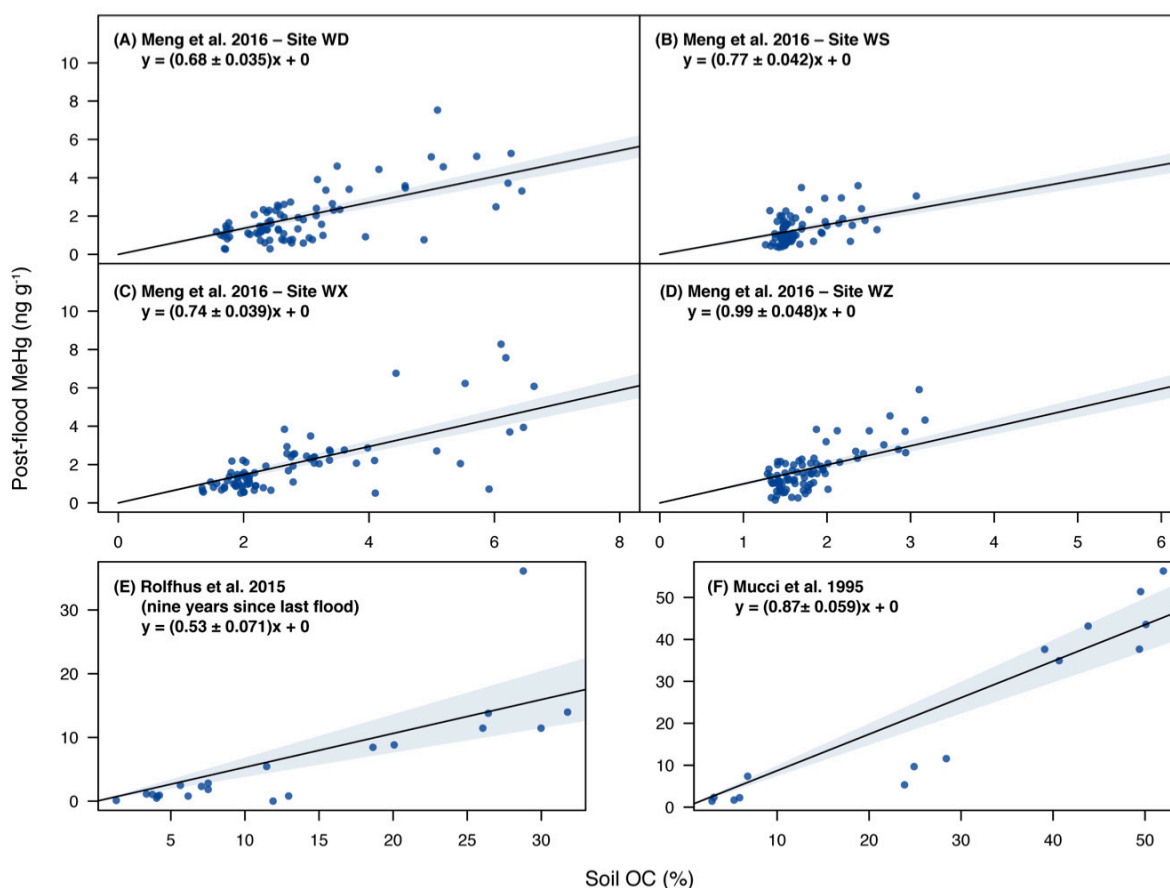 (A) Meng et al. 2016 – Site WD
y = (0.68 ± 0.035)x + 0
(B) Meng et al. 2016 – Site WS
y = (0.77 ± 0.042)x + 0
10
8
6
4
2
0
(C) Meng et al. 2016 – Site WX
y = (0.74 ± 0.039)x + 0
(D) Meng et al. 2016 – Site WZ
y = (0.99 ± 0.048)x + 0
10
8
6
4
2
0
0 2 4 6 8
0 1 2 3 4 5 6
Post-flood MeHg (ng g⁻¹)
(E) Rolfhus et al. 2015
(nine years since last flood)
y = (0.53 ± 0.071)x + 0
30
20
10
0
5 10 15 20 25 30
(F) Mucci et al. 1995
y = (0.87± 0.059)x + 0
50
40
30
20
10
0
10 20 30 40 50
Soil OC (%)